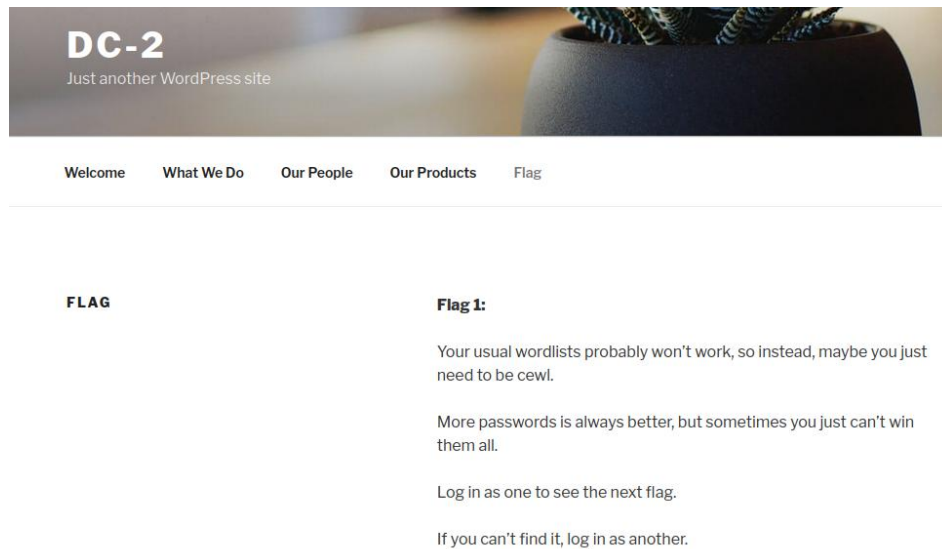 DC-2
Just another WordPress site
Welcome What We Do Our People Our Products Flag
FLAG
Flag 1:
Your usual wordlists probably won't work, so instead, maybe you just
need to be cewl.
More passwords is always better, but sometimes you just can't win
them all.
Log in as one to see the next flag.
If you can't find it, log in as another.